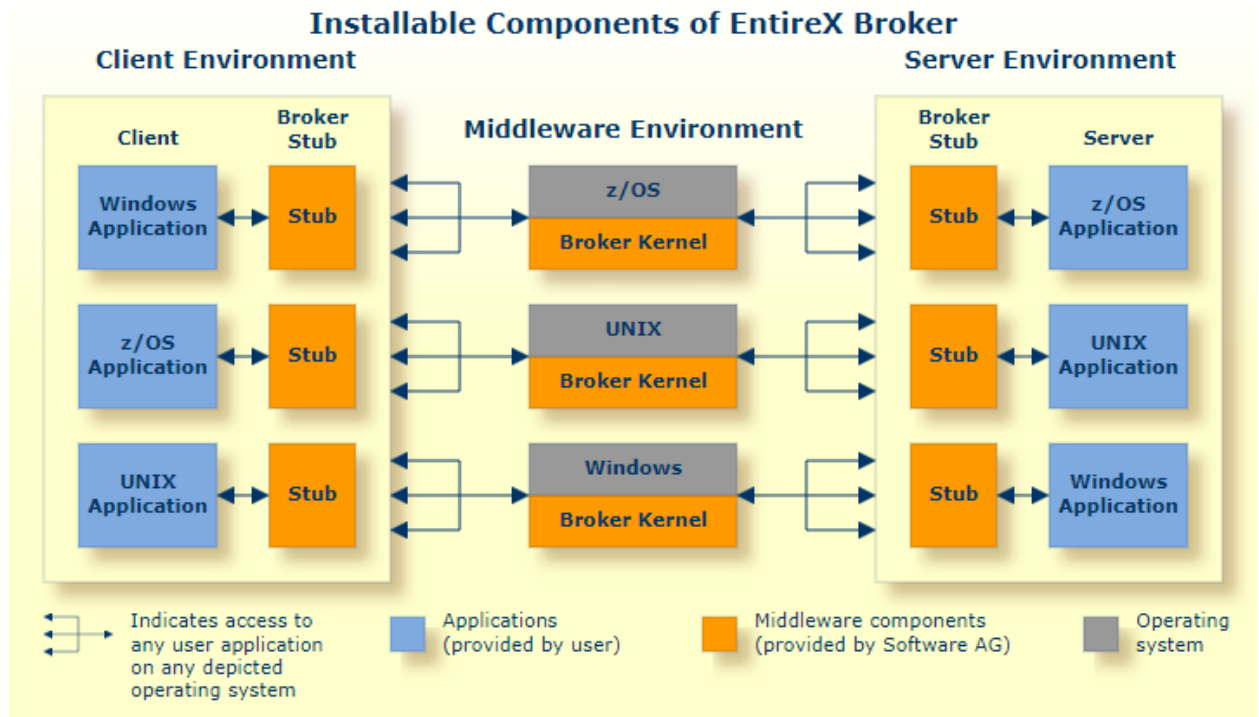 Installable Components of EntireX Broker
Client Environment
Server Environment
Middleware Environment
Client
Broker
Stub
Broker
Stub
Server
Windows
Application
Stub
z/OS
Broker Kernel
Stub
z/OS
Application
z/OS
Application
Stub
UNIX
Broker Kernel
Stub
UNIX
Application
UNIX
Application
Stub
Windows
Broker Kernel
Stub
Windows
Application
Indicates access to
any user application
on any depicted
operating system
Applications
(provided by user)
Middleware components
(provided by Software AG)
Operating
system